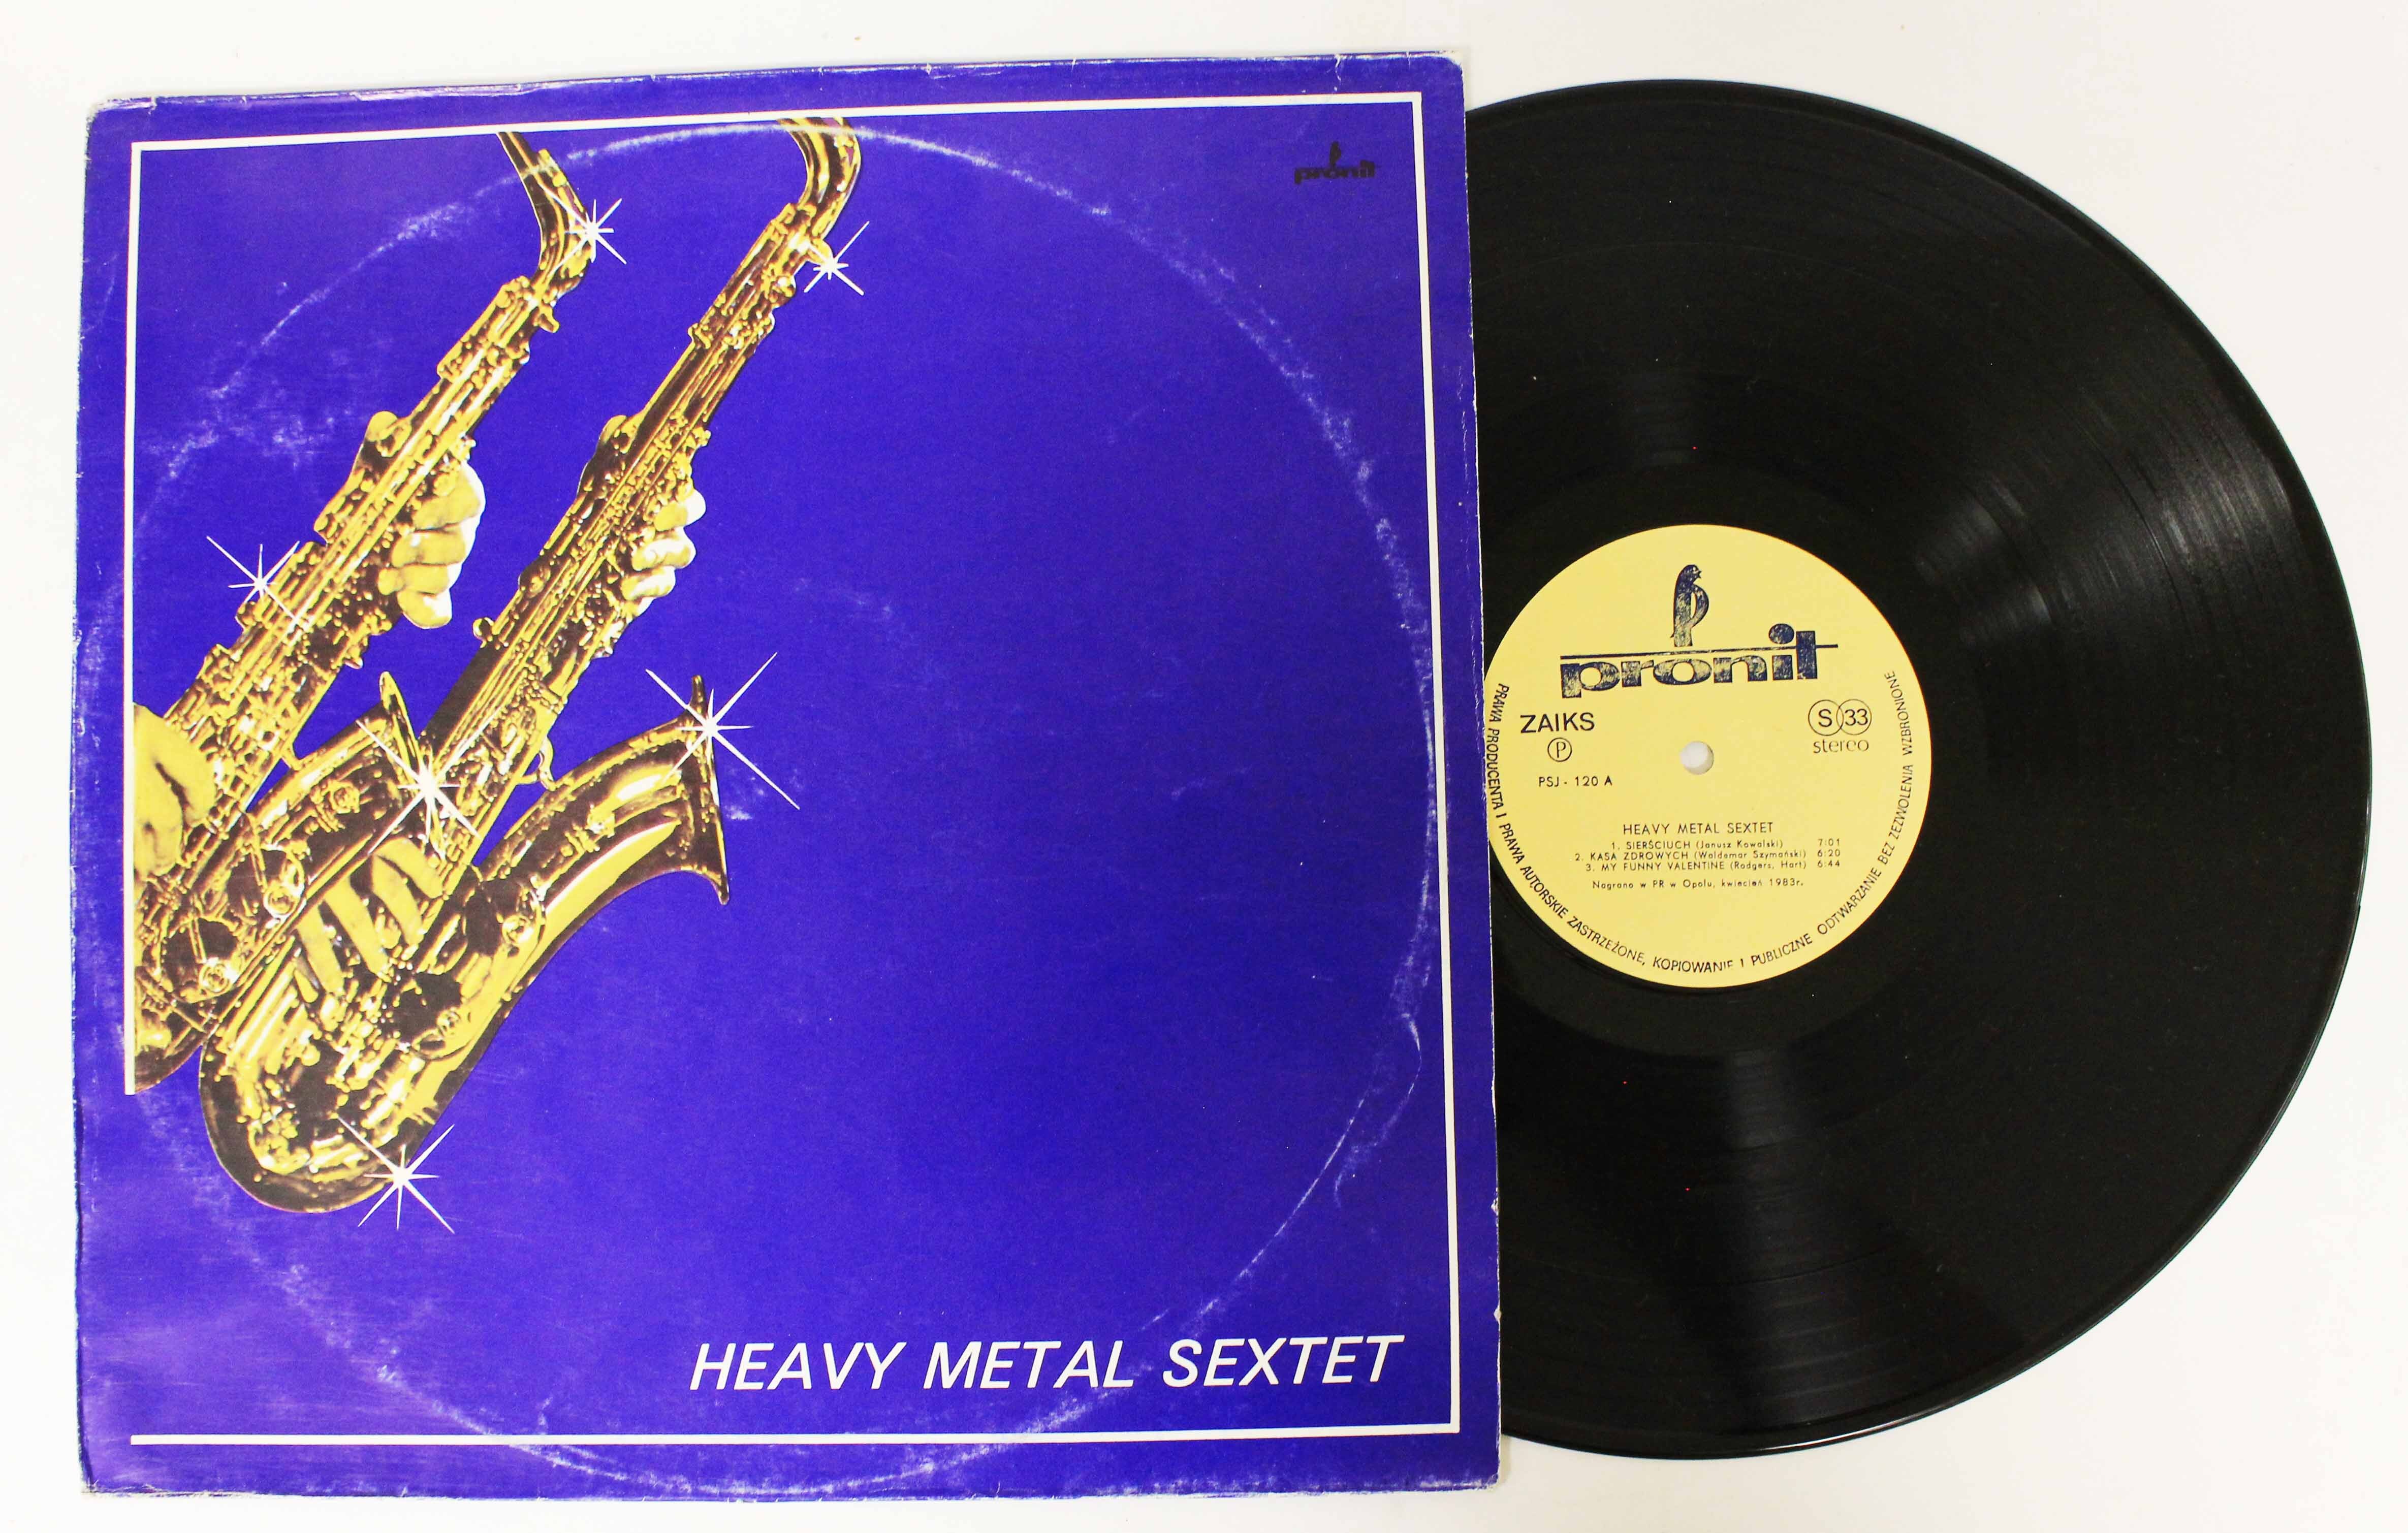 pronit
HEAVY METAL SEXTET
pronit
ZAIKS
P
S 33
stereo
PSJ - 120 A
HEAVY METAL SEXTET
1. SIERŚCIUCH (Janusz Kowalski) 7:01
2. KASA ZDROWYCH (Waldemar Szymański) 6:20
3. MY FUNNY VALENTINE (Rodgers, Hart) 6:44
Nagrano w PR w Opolu, kwiecień 1983r.
PRAWA PRODUCENTA I PRAWA AUTORSKIE ZASTRZEŻONE, KOPIOWANIE I PUBLICZNE ODTWARZANIE BEZ ZEZWOLENIA WZBRONIONE